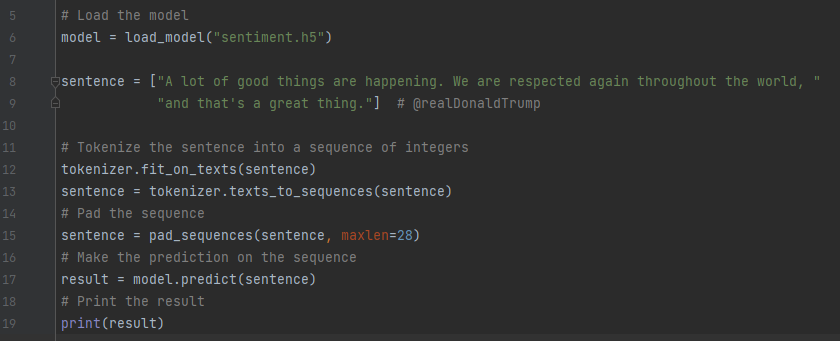 5 # Load the model
6 model = load_model("sentiment.h5")
7
8 sentence = ["A lot of good things are happening. We are respected again throughout the world, "
9 "and that's a great thing."]  # @realDonaldTrump
10
11 # Tokenize the sentence into a sequence of integers
12 tokenizer.fit_on_texts(sentence)
13 sentence = tokenizer.texts_to_sequences(sentence)
14 # Pad the sequence
15 sentence = pad_sequences(sentence, maxlen=28)
16 # Make the prediction on the sequence
17 result = model.predict(sentence)
18 # Print the result
19 print(result)